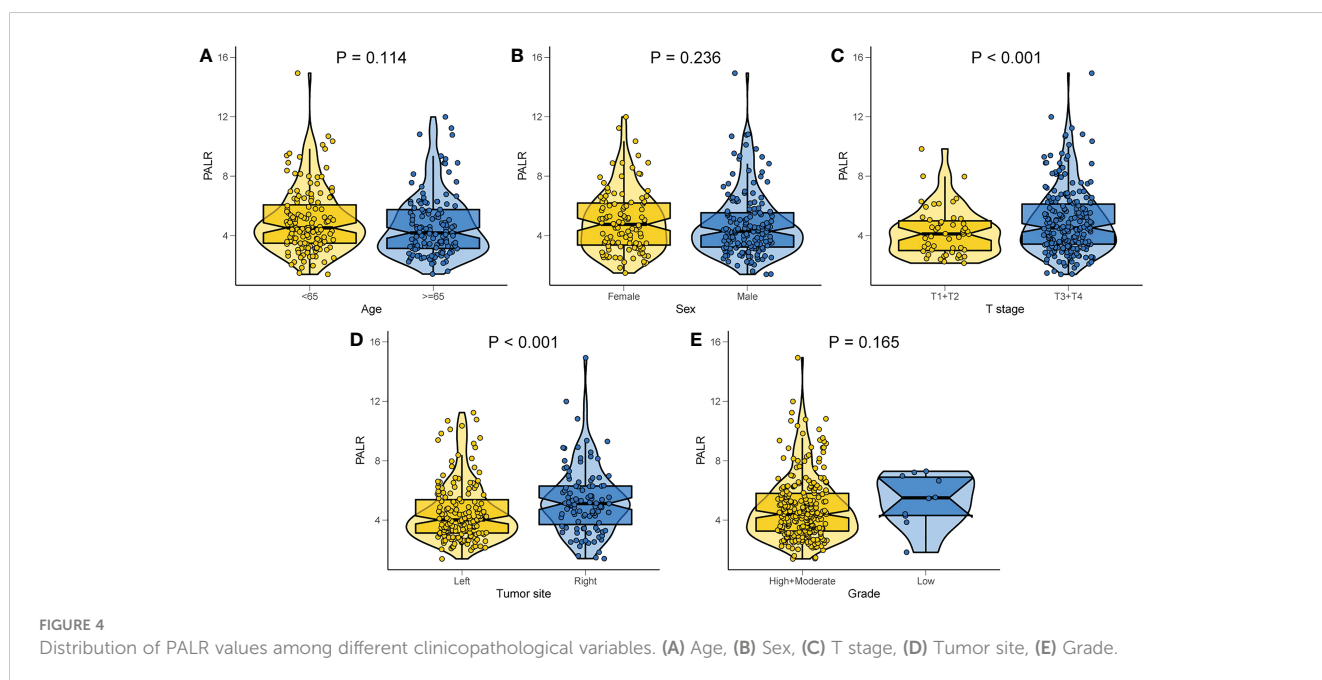 A
P = 0.114
16
12
8
4
PALR
<65
>=65
Age
B
P = 0.236
16
12
8
4
PALR
Female
Male
Sex
C
P < 0.001
16
12
8
4
PALR
T1+T2
T3+T4
T stage
D
P < 0.001
16
12
8
4
PALR
Left
Right
Tumor site
E
P = 0.165
16
12
8
4
PALR
High+Moderate
Low
Grade
FIGURE 4
Distribution of PALR values among different clinicopathological variables. (A) Age, (B) Sex, (C) T stage, (D) Tumor site, (E) Grade.